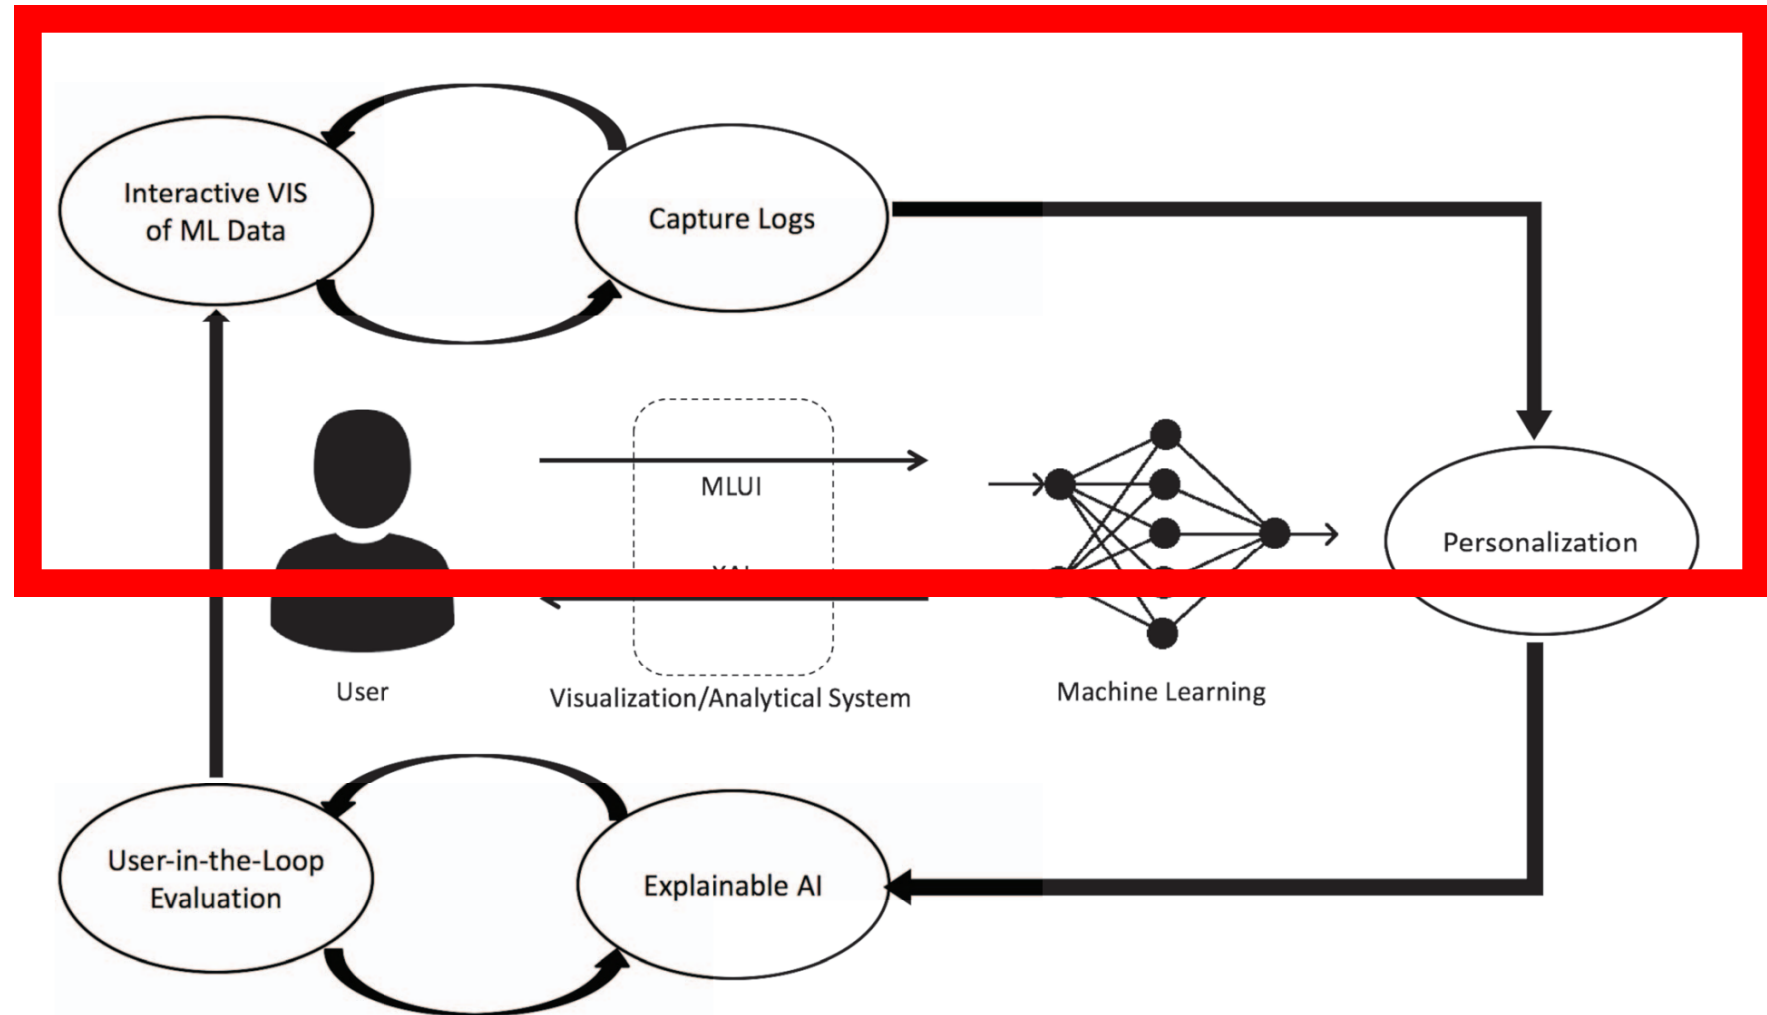 Interactive VIS
of ML Data
Capture Logs
MLUI
Personalization
User
Visualization/Analytical System
Machine Learning
User-in-the-Loop
Evaluation
Explainable AI